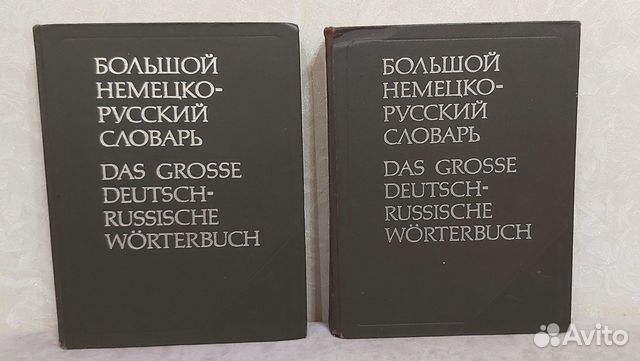 БОЛЬШОЙ
НЕМЕЦКО-
РУССКИЙ
СЛОВАРЬ
DAS GROSSE
DEUTSCH-
RUSSISCHE
WÖRTERBUCH
БОЛЬШОЙ
НЕМЕЦКО-
РУССКИЙ
СЛОВАРЬ
DAS GROSSE
DEUTSCH-
RUSSISCHE
WÖRTERBUCH
Avito